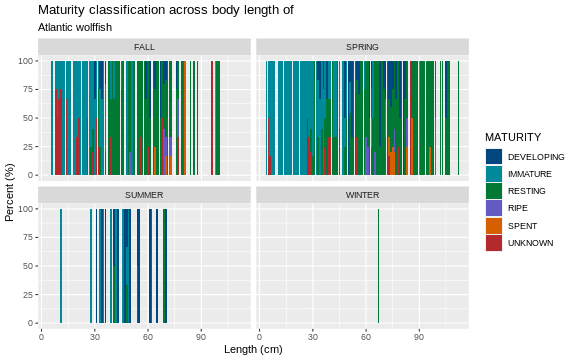 Maturity classification across body length of
Atlantic wolffish
FALL
SPRING
100
75
50
25
0
SUMMER
WINTER
100
75
50
25
0
0 30 60 90
0 30 60 90
Length (cm)
Percent (%)
MATURITY
DEVELOPING
IMMATURE
RESTING
RIPE
SPENT
UNKNOWN